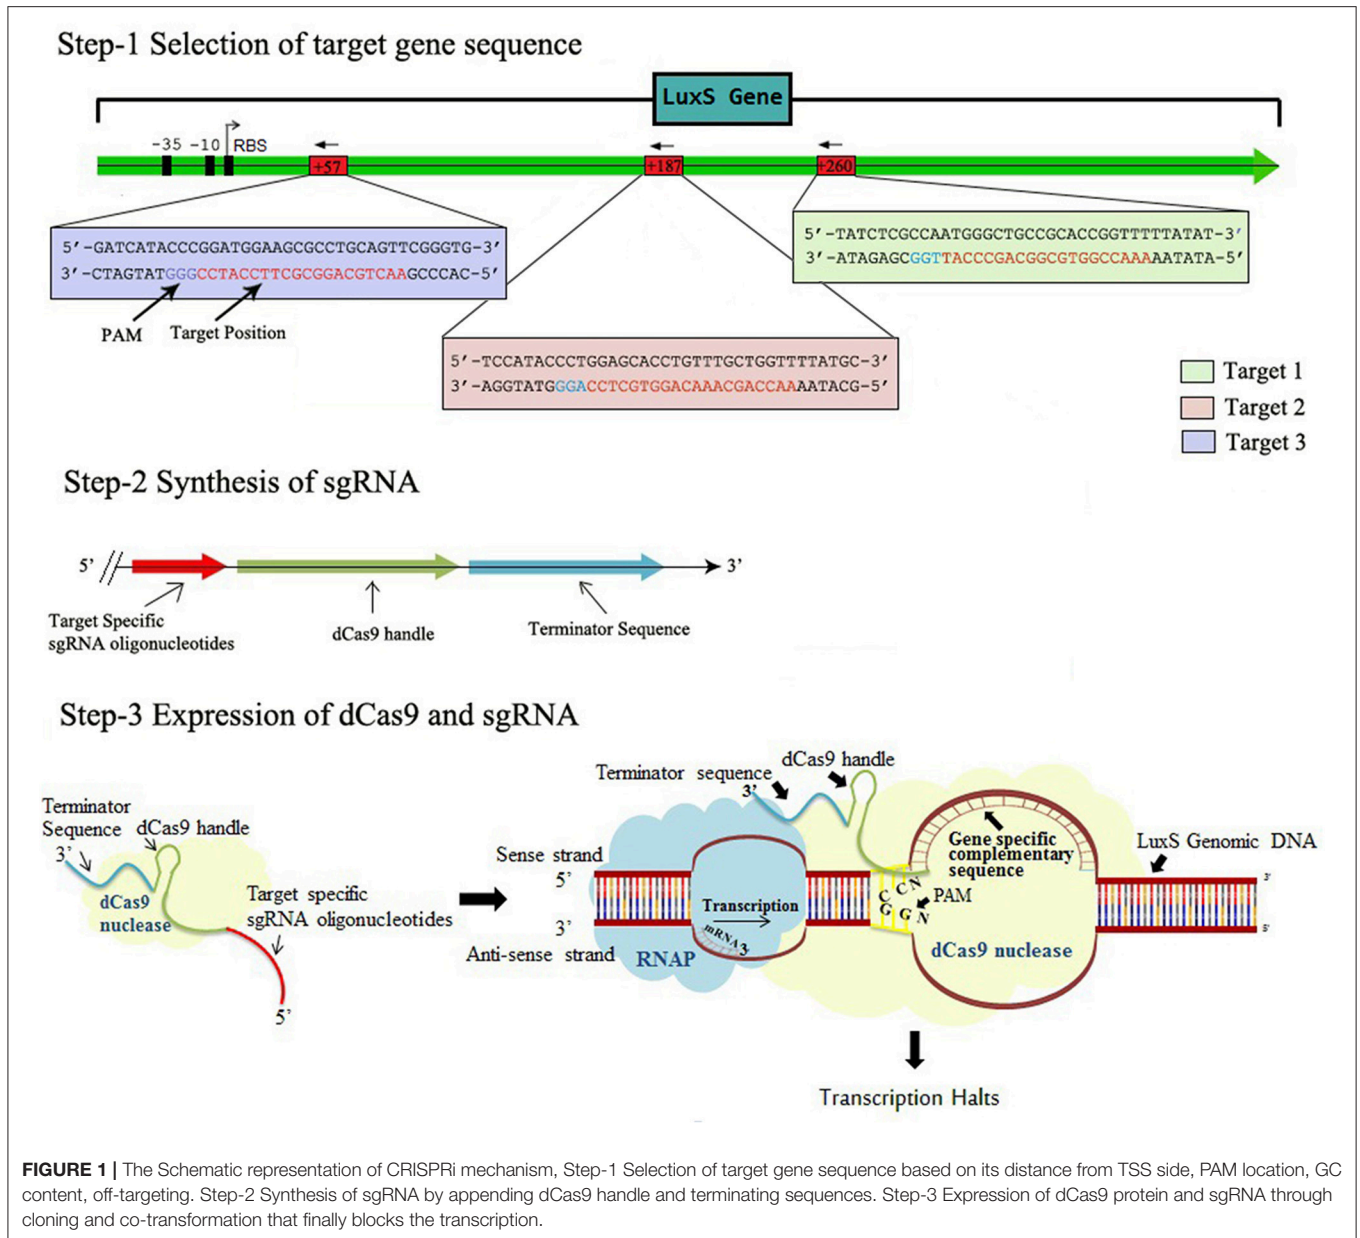 Step-1 Selection of target gene sequence
LuxS Gene
-35 -10 RBS
+57
+187
+260
5’-GATCATACCCGGATGGAAGCGCCTGCAGTTCGGGTG-3’
3’-CTAGTATGGGCCTACCTTCGCGGACGTCAAGCCCAC-5’
PAM
Target Position
5’-TATCTCGCCAATGGGCTGCCGCACCGGTTTTTATAT-3’
3’-ATAGAGCGGTTACCCGACGGCGTGGCCAAAAATATA-5’
5’-TCCATACCCTGGAGCACCTGTTTGCTGGTTTTATGC-3’
3’-AGGTATGGGACCTCGTGGACAAACGACCAAAATACG-5’
Target 1
Target 2
Target 3
Step-2 Synthesis of sgRNA
5’
3’
Target Specific
sgRNA oligonucleotides
dCas9 handle
Terminator Sequence
Step-3 Expression of dCas9 and sgRNA
Terminator
Sequence
dCas9 handle
3’
dCas9
nuclease
Target specific
sgRNA oligonucleotides
5’
Terminator sequence
dCas9 handle
3’
Sense strand
5’
3’
Anti-sense strand
RNAP
Transcription
mRNA 3’
C C N
G G N
PAM
Gene specific
complementary
sequence
dCas9 nuclease
LuxS Genomic DNA
3’
5’
Transcription Halts
FIGURE 1 | The Schematic representation of CRISPRi mechanism, Step-1 Selection of target gene sequence based on its distance from TSS side, PAM location, GC
content, off-targeting. Step-2 Synthesis of sgRNA by appending dCas9 handle and terminating sequences. Step-3 Expression of dCas9 protein and sgRNA through
cloning and co-transformation that finally blocks the transcription.